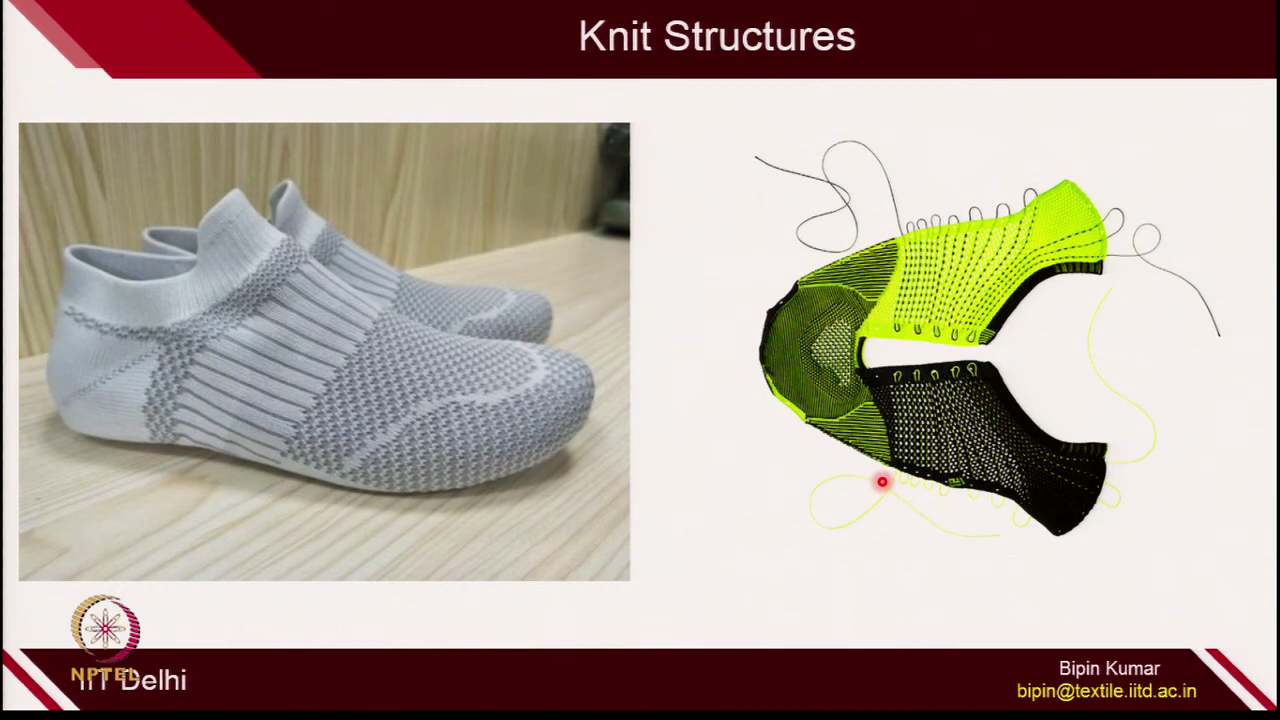 Knit Structures
NPTEL
IIT Delhi
Bipin Kumar
bipin@textile.iitd.ac.in